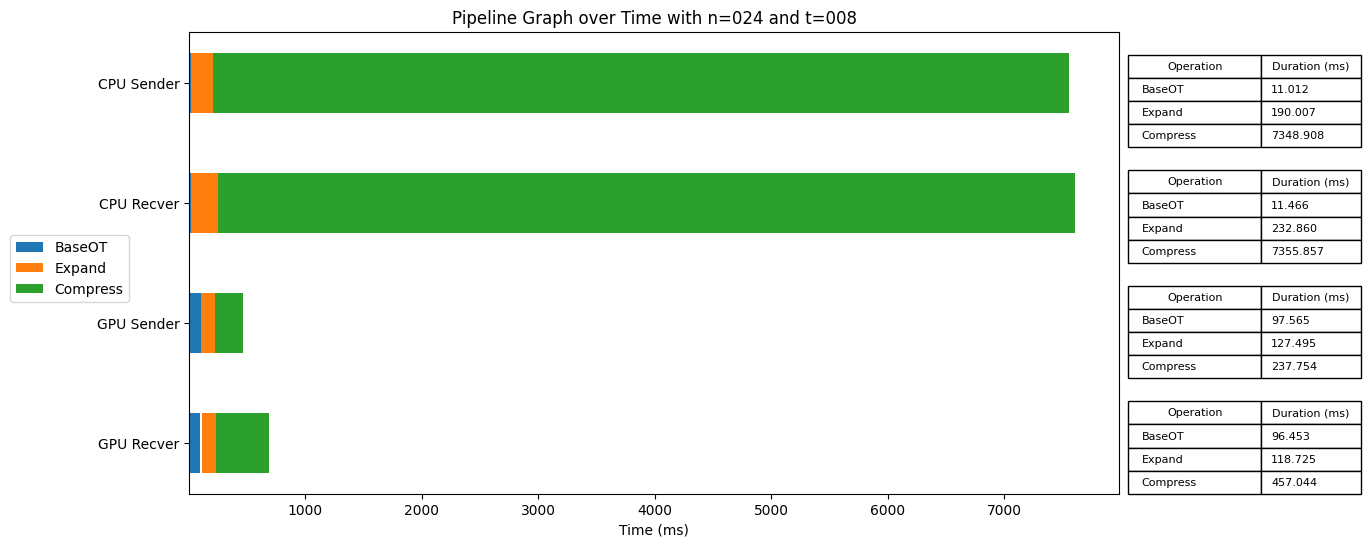 Pipeline Graph over Time with n=024 and t=008
CPU Sender
CPU Recver
GPU Sender
GPU Recver
BaseOT
Expand
Compress
1000 2000 3000 4000 5000 6000 7000
Time (ms)
Operation Duration (ms)
BaseOT 11.012
Expand 190.007
Compress 7348.908
Operation Duration (ms)
BaseOT 11.466
Expand 232.860
Compress 7355.857
Operation Duration (ms)
BaseOT 97.565
Expand 127.495
Compress 237.754
Operation Duration (ms)
BaseOT 96.453
Expand 118.725
Compress 457.044